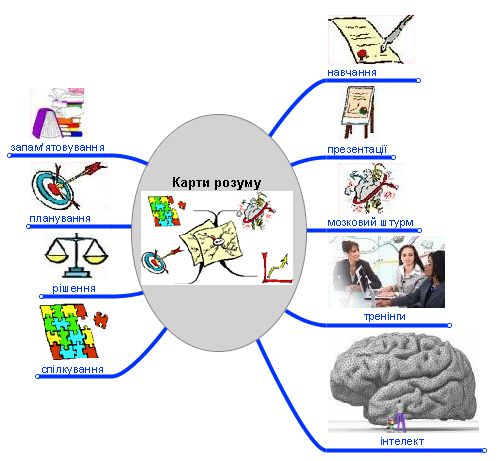 навчання
презентації
мозковий штурм
тренінги
інтелект
Карти розуму
запам'ятовування
планування
рішення
спілкування